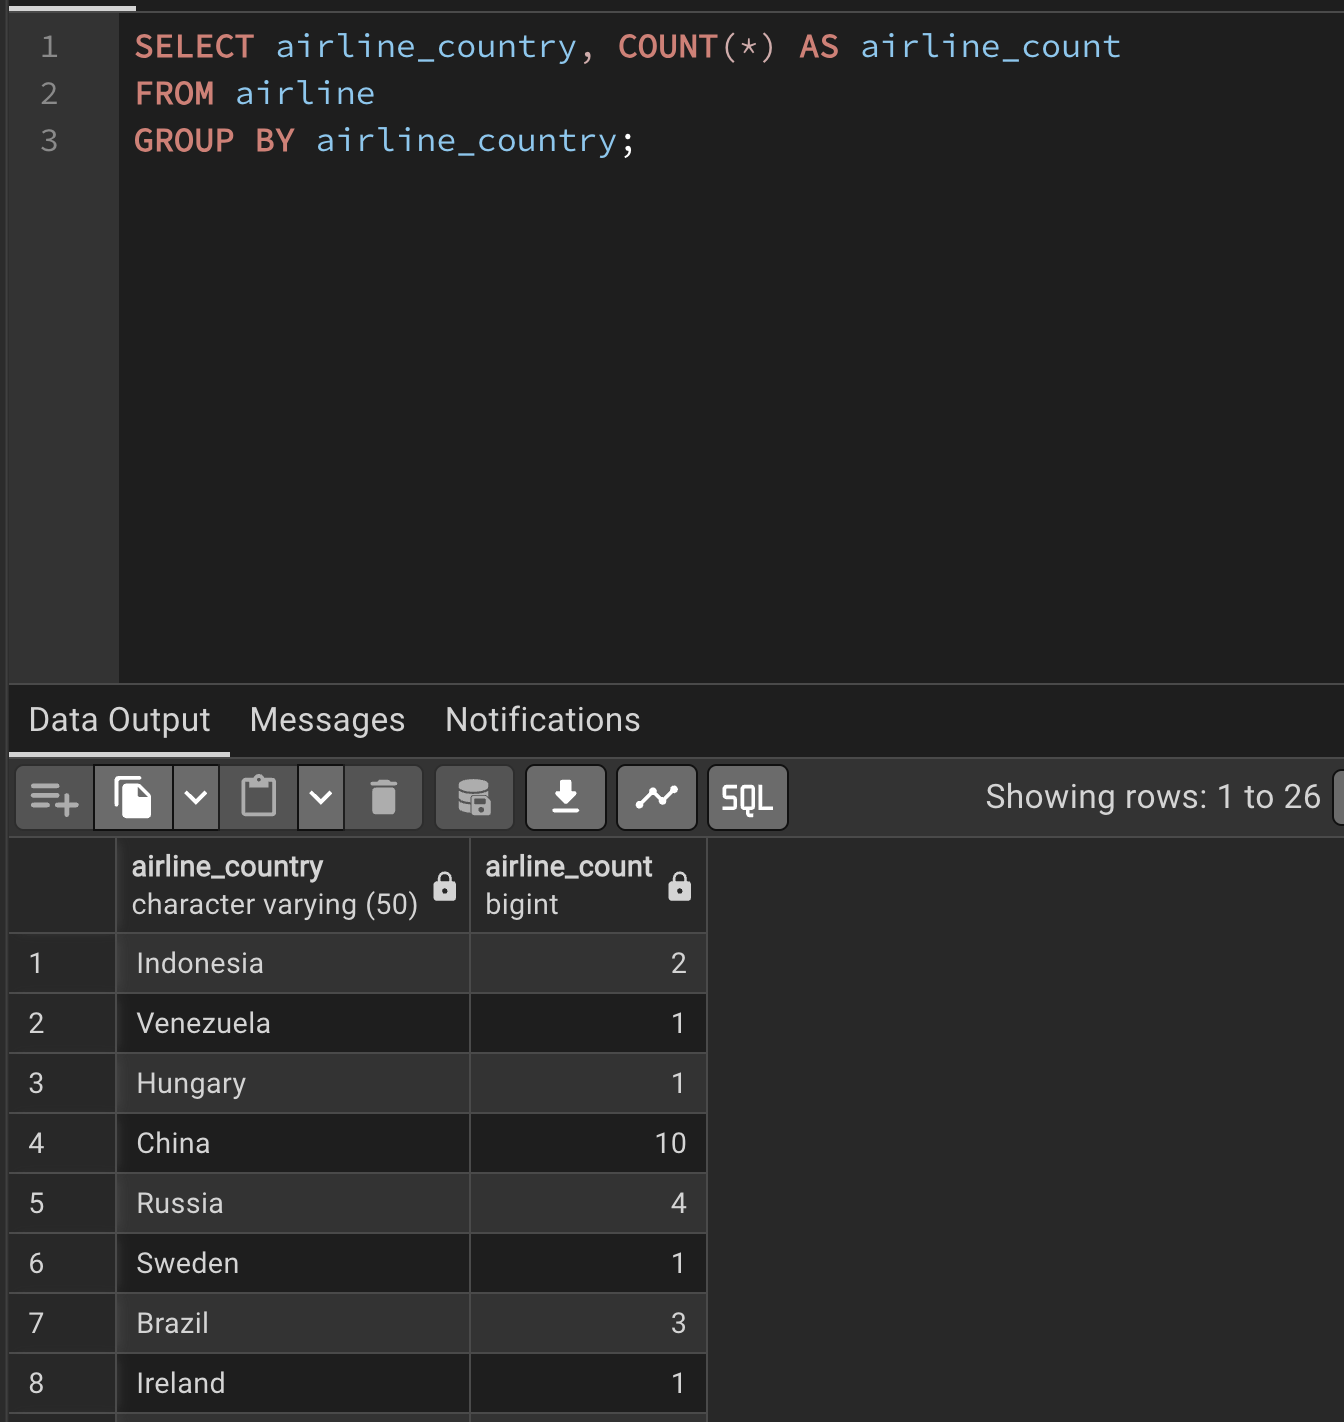 1 SELECT airline_country, COUNT(*) AS airline_count
2 FROM airline
3 GROUP BY airline_country;
Data Output Messages Notifications
SQL Showing rows: 1 to 26
airline_country airline_count
character varying (50) bigint
1 Indonesia 2
2 Venezuela 1
3 Hungary 1
4 China 10
5 Russia 4
6 Sweden 1
7 Brazil 3
8 Ireland 1